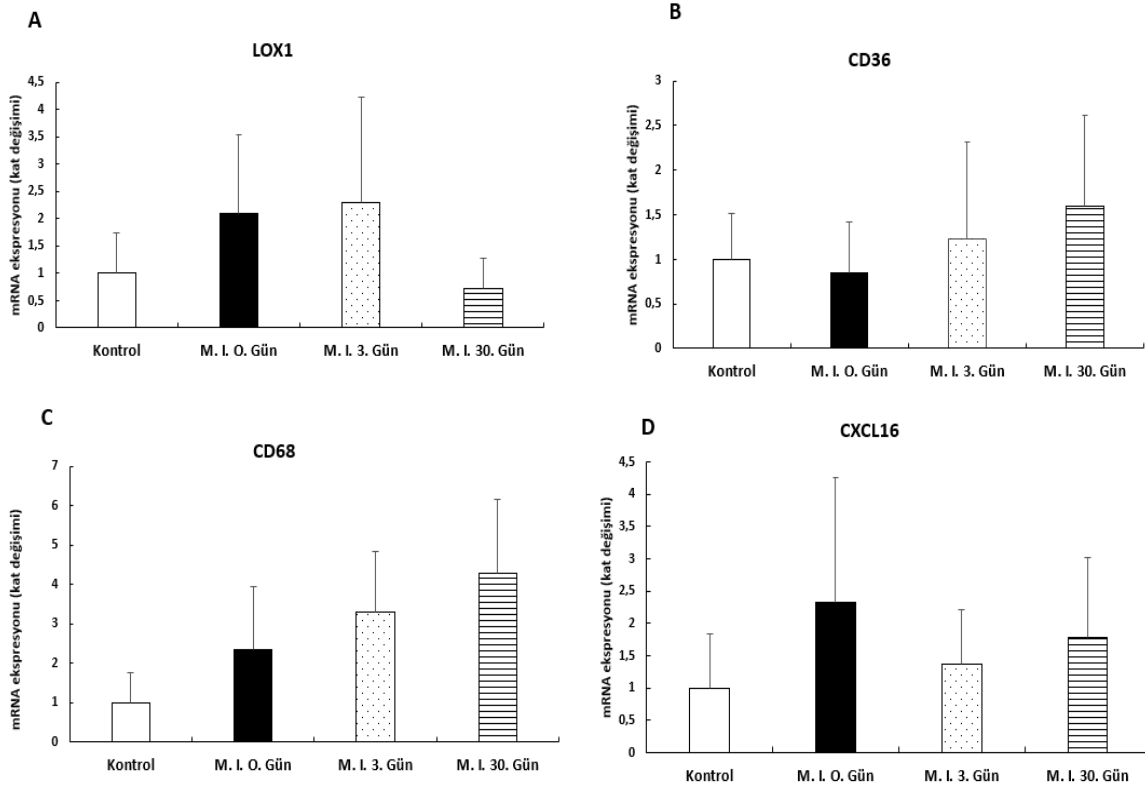 A
LOX1
mRNA ekspresyonu (kat değişimi)
4,5
4
3,5
3
2,5
2
1,5
1
0,5
0
Kontrol M. I. O. Gün M. I. 3. Gün M. I. 30. Gün
B
CD36
mRNA ekspresyonu (kat değişimi)
3
2,5
2
1,5
1
0,5
0
Kontrol M. I. O. Gün M. I. 3. Gün M. I. 30. Gün
C
CD68
mRNA ekspresyonu (kat değişimi)
7
6
5
4
3
2
1
0
Kontrol M. I. O. Gün M. I. 3. Gün M. I. 30. Gün
D
CXCL16
mRNA ekspresyonu (kat değişimi)
4,5
4
3,5
3
2,5
2
1,5
1
0,5
0
Kontrol M. I. O. Gün M. I. 3. Gün M. I. 30. Gün